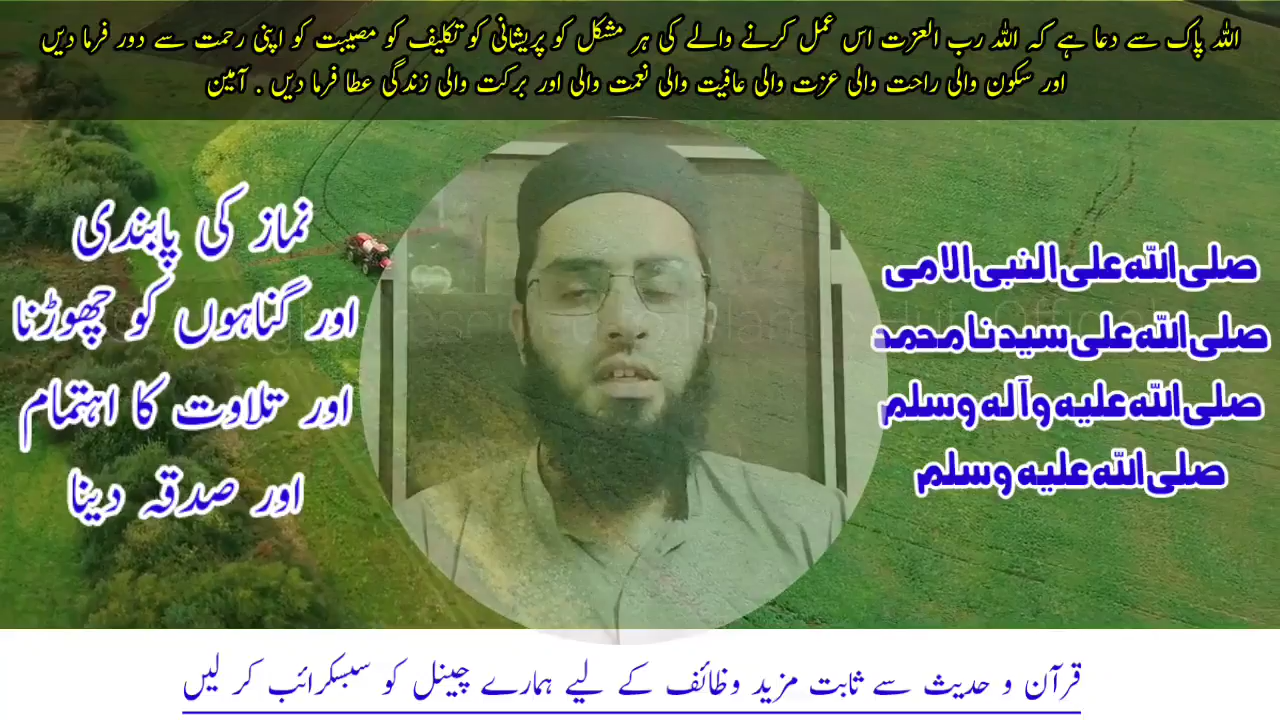 اللہ پاک سے دعا ہے کہ اللہ رب العزت اس عمل کرنے والے کی ہر مشکل کو پریشانی کو تکلیف کو مصیبت کو اپنی رحمت سے دور فرما دیں
اور سکون والی راحت والی عزت والی عافیت والی نعمت والی اور برکت والی زندگی عطا فرما دیں . آمین
صلی اللہ علی النبی الامی
صلی اللہ علی سیدنا محمد
صلی اللہ علیہ وآلہ وسلم
صلی اللہ علیہ وسلم
نماز کی پابندی
اور گناہوں کو چھوڑنا
اور تلاوت کا اہتمام
اور صدقہ دینا
قرآن و حدیث سے ثابت مزید وظائف کے لیے ہمارے چینل کو سبسکرائب کر لیں